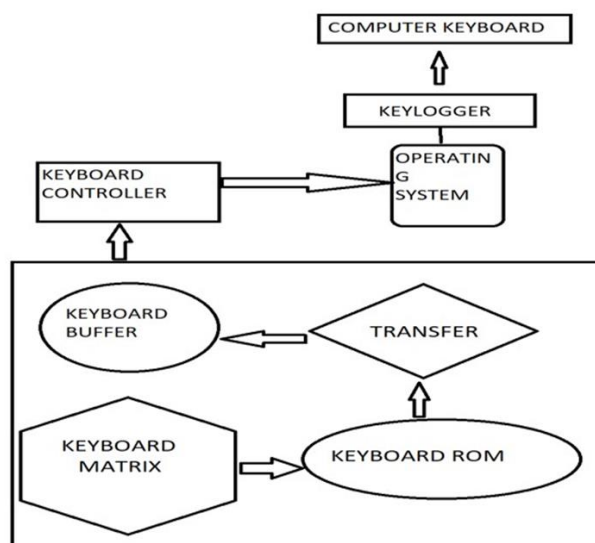 COMPUTER KEYBOARD
KEYLOGGER
OPERATIN
G
SYSTEM
KEYBOARD
CONTROLLER
KEYBOARD
BUFFER
TRANSFER
KEYBOARD
MATRIX
KEYBOARD ROM